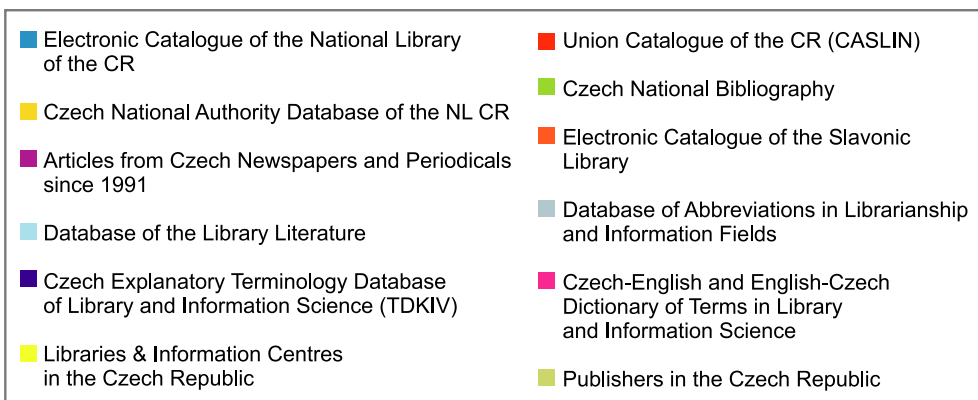 Electronic Catalogue of the National Library
of the CR
Czech National Authority Database of the NL CR
Articles from Czech Newspapers and Periodicals
since 1991
Database of the Library Literature
Czech Explanatory Terminology Database
of Library and Information Science (TDKIV)
Libraries & Information Centres
in the Czech Republic
Union Catalogue of the CR (CASLIN)
Czech National Bibliography
Electronic Catalogue of the Slavonic
Library
Database of Abbreviations in Librarianship
and Information Fields
Czech-English and English-Czech
Dictionary of Terms in Library
and Information Science
Publishers in the Czech Republic